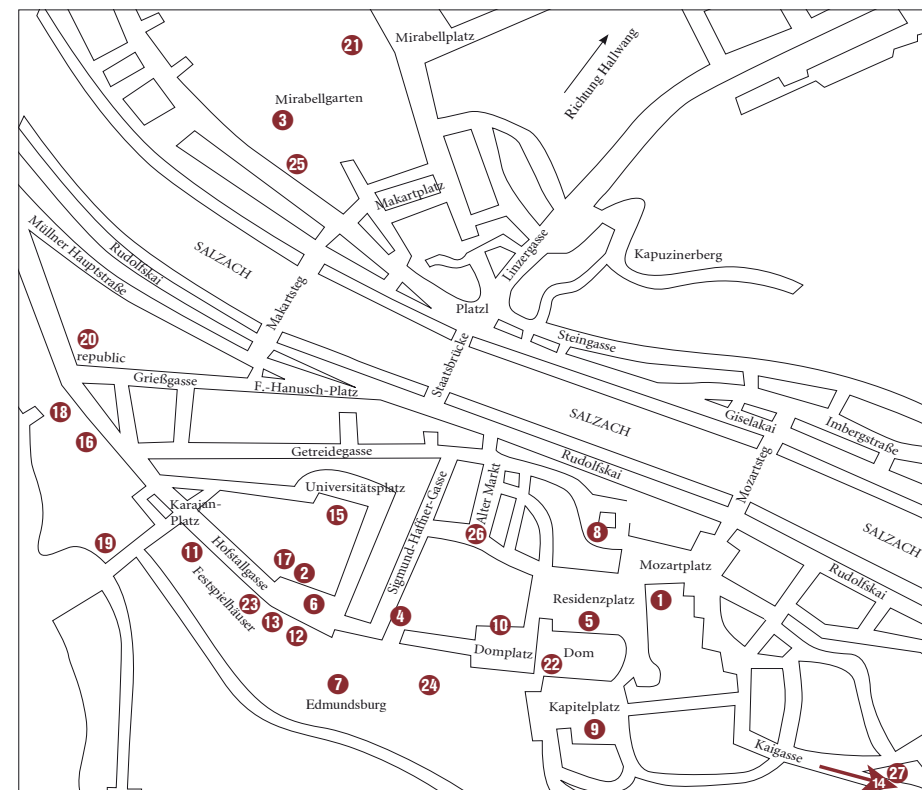 Mirabellplatz
21
Richtung Hallwang
Mirabellgarten
3
25
Makartplatz
Linzergasse
Kapuzinerberg
Müllner Hauptstraße
Rudolfskai
SALZACH
Makartsteg
Platzl
Steingasse
20
republic
Staatsbrücke
Grießgasse
F.-Hanusch-Platz
18
16
SALZACH
Giselakai
Imbergstraße
Getreidegasse
Rudolfskai
Mozartsteg
Universitätsplatz
Sigmund-Haffner-Gasse
Alter Markt
Karajan-
Platz
15
26
8
SALZACH
19
11
Hofstallgasse
17
2
Mozartplatz
Rudolfskai
Festspielhäuser
23
6
13
12
4
10
Residenzplatz
5
1
Domplatz
Dom
22
7
Edmundsburg
24
Kapitelplatz
9
Kaigasse
14
27